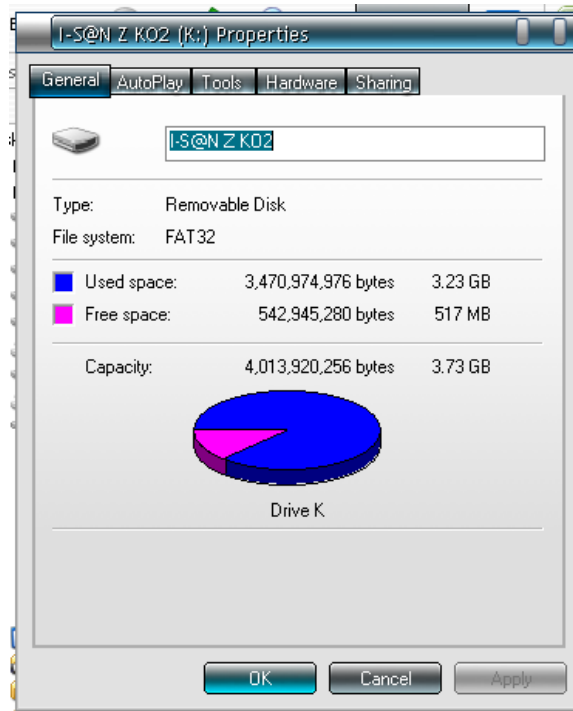 I-S@N Z KO2 (K:) Properties
General AutoPlay Tools Hardware Sharing
I-S@N Z KO2
Type: Removable Disk
File system: FAT32
Used space: 3,470,974,976 bytes 3.23 GB
Free space: 542,945,280 bytes 517 MB
Capacity: 4,013,920,256 bytes 3.73 GB
Drive K
OK Cancel Apply